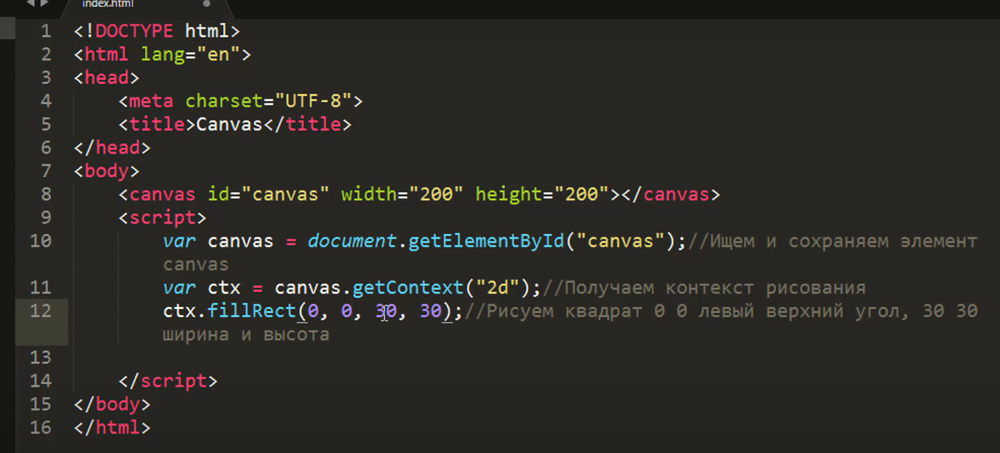 index.html
1 <!DOCTYPE html>
2 <html lang="en">
3 <head>
4 <meta charset="UTF-8">
5 <title>Canvas</title>
6 </head>
7 <body>
8 <canvas id="canvas" width="200" height="200"></canvas>
9 <script>
10 var canvas = document.getElementById("canvas");//Ищем и сохраняем элемент
canvas
11 var ctx = canvas.getContext("2d");//Получаем контекст рисования
12 ctx.fillRect(0, 0, 30, 30);//Рисуем квадрат 0 0 левый верхний угол, 30 30
ширина и высота
13
14 </script>
15 </body>
16 </html>